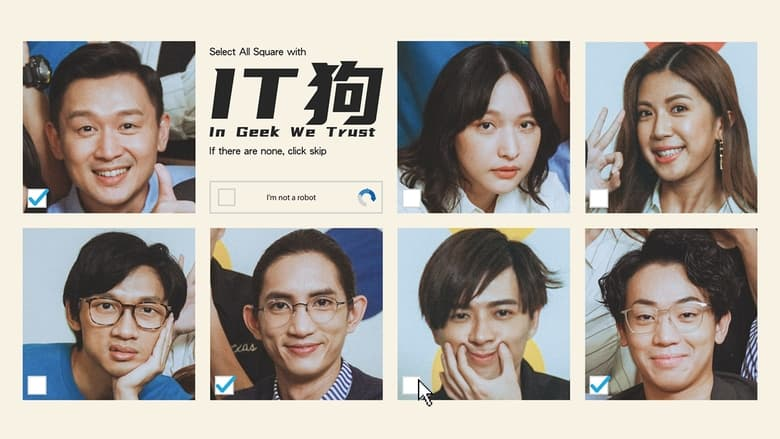 Select All Square with
IT狗
In Geek We Trust
If there are none, click skip
I'm not a robot
exas